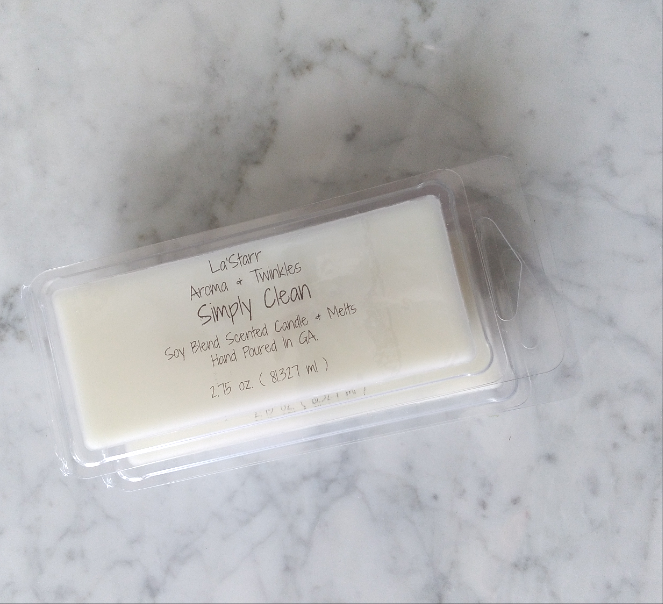 La'Starr
Aroma & Twinkles
Simply Clean
Soy Blend Scented Candle & Melts
Hand Poured In GA.
2.75 oz. ( 81.327 ml )